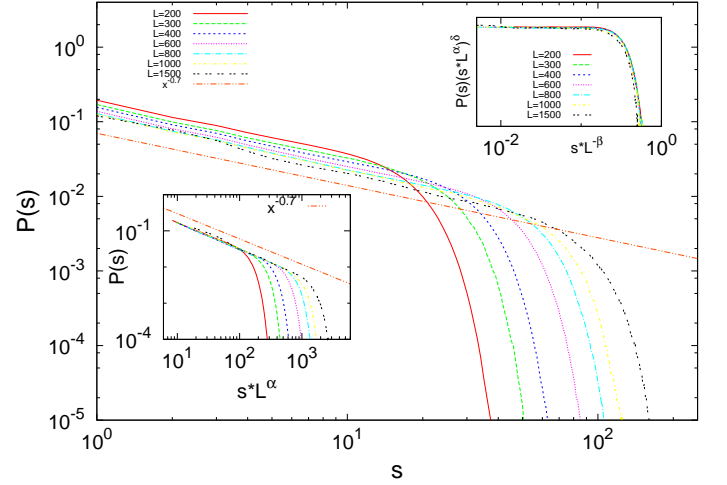 L=200
L=300
L=400
L=600
L=800
L=1000
L=1500
x^-0.7
10^0
10^-1
10^-2
10^-3
10^-4
10^-5
P(s)
10^0
10^1
10^2
s
P(s)(s*L^α)^δ
L=200
L=300
L=400
L=600
L=800
L=1000
L=1500
10^-2
10^0
s*L^-β
x^-0.7
10^-1
10^-4
P(s)
10^1
10^2
10^3
s*L^α